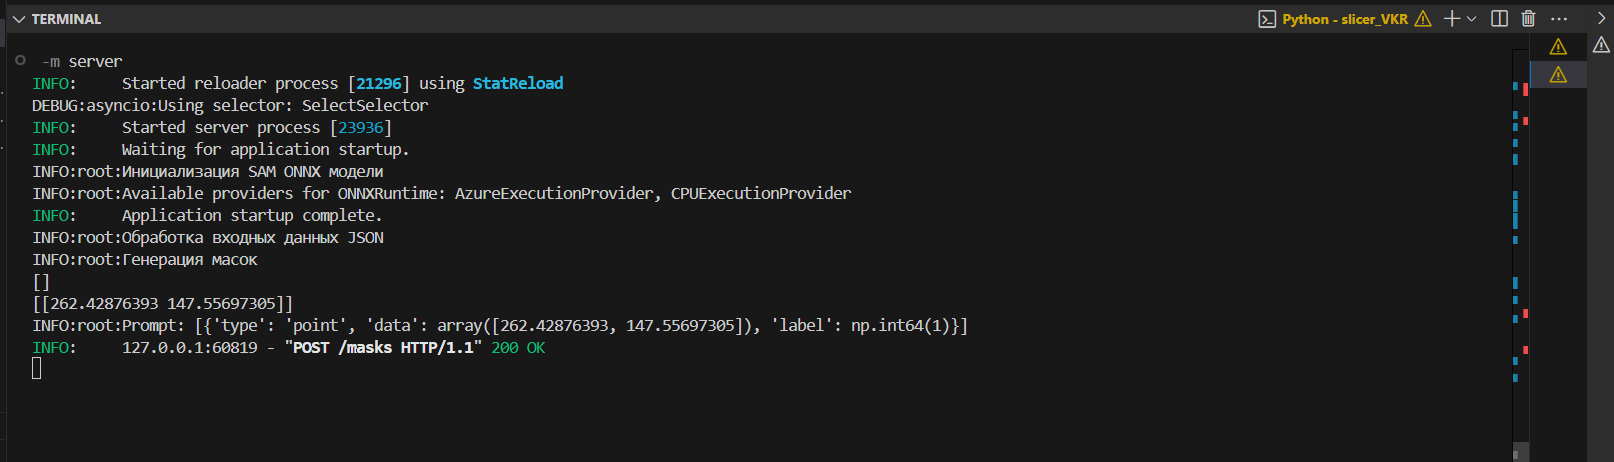 TERMINAL
Python - slicer_VKR
-m server
INFO:     Started reloader process [21296] using StatReload
DEBUG:asyncio:Using selector: SelectSelector
INFO:     Started server process [23936]
INFO:     Waiting for application startup.
INFO:root:Инициализация SAM ONNX модели
INFO:root:Available providers for ONNXRuntime: AzureExecutionProvider, CPUExecutionProvider
INFO:     Application startup complete.
INFO:root:Обработка входных данных JSON
INFO:root:Генерация масок
[]
[[262.42876393 147.55697305]]
INFO:root:Prompt: [{'type': 'point', 'data': array([262.42876393, 147.55697305]), 'label': np.int64(1)}]
INFO:     127.0.0.1:60819 - "POST /masks HTTP/1.1" 200 OK